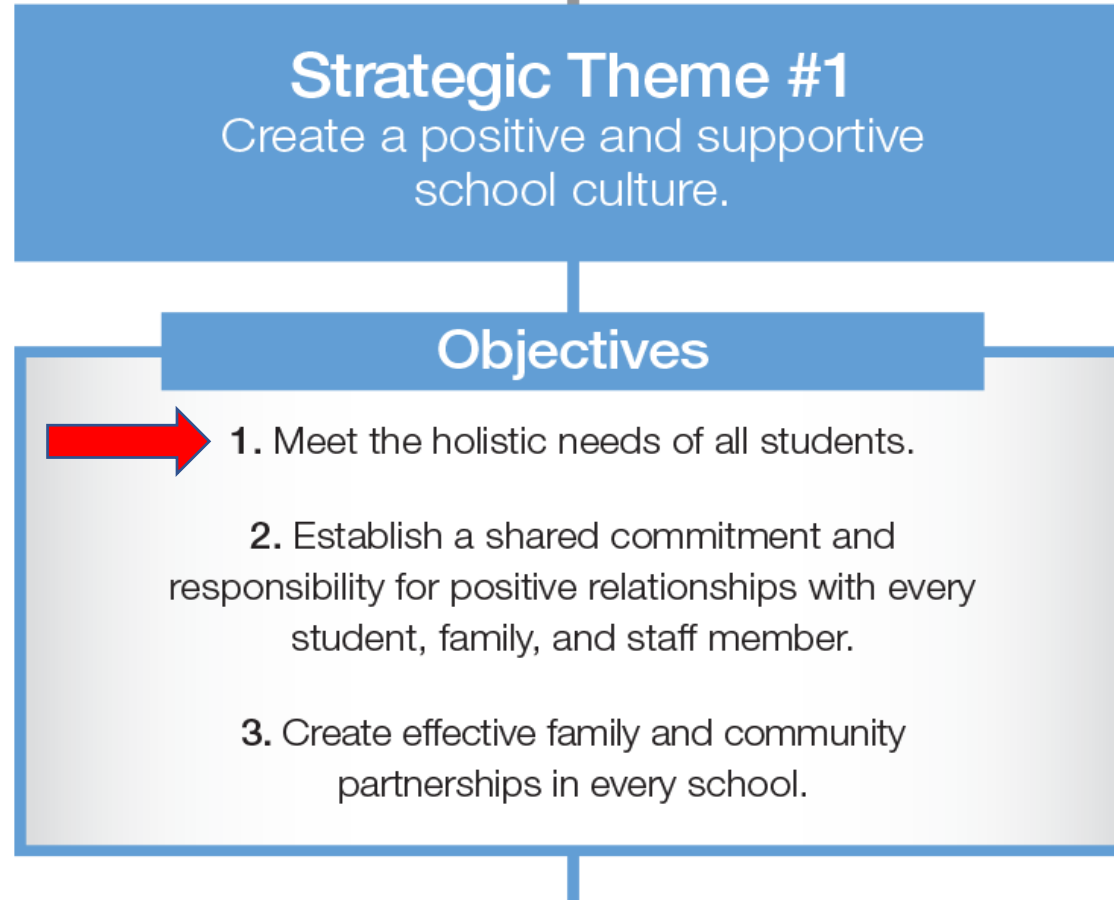 Strategic Theme #1
Create a positive and supportive
school culture.
Objectives
1. Meet the holistic needs of all students.
2. Establish a shared commitment and
responsibility for positive relationships with every
student, family, and staff member.
3. Create effective family and community
partnerships in every school.